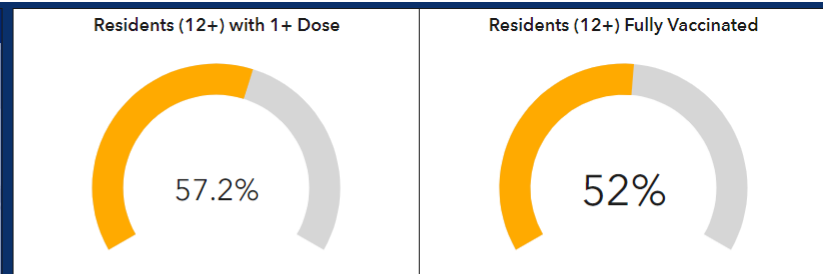 Residents (12+) with 1+ Dose
57.2%
Residents (12+) Fully Vaccinated
52%